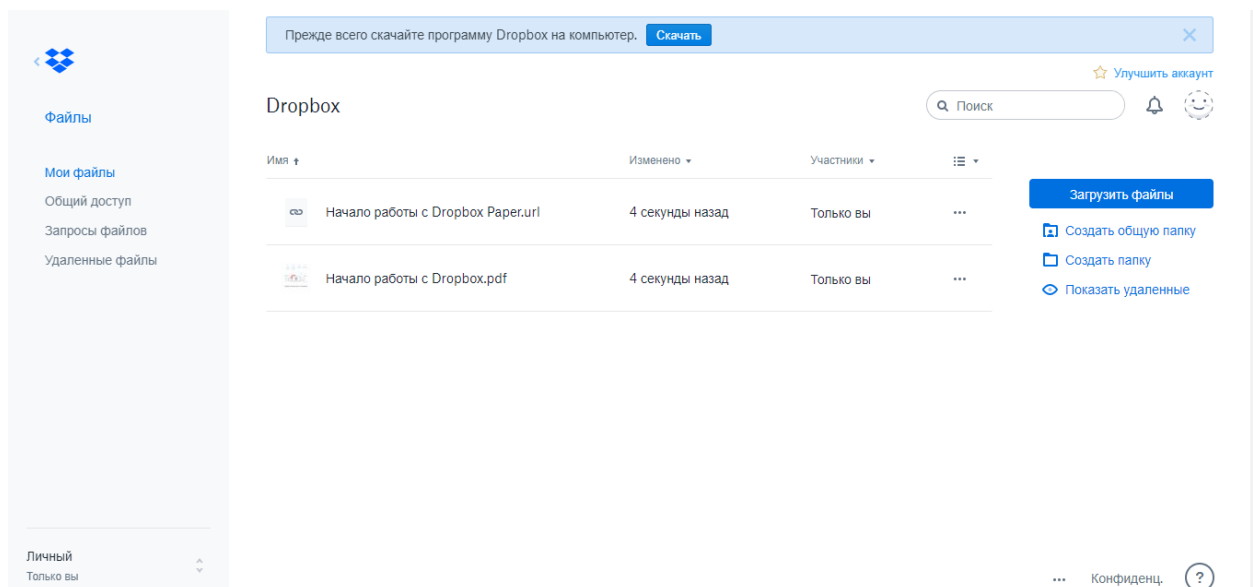 Прежде всего скачайте программу Dropbox на компьютер. Скачать
Улучшить аккаунт
Dropbox
Поиск
Файлы
Мои файлы
Общий доступ
Запросы файлов
Удаленные файлы
Имя Изменено Участники
Начало работы с Dropbox Paper.url 4 секунды назад Только вы
Начало работы с Dropbox.pdf 4 секунды назад Только вы
Загрузить файлы
Создать общую папку
Создать папку
Показать удаленные
Личный
Только вы
Конфиденц. ?